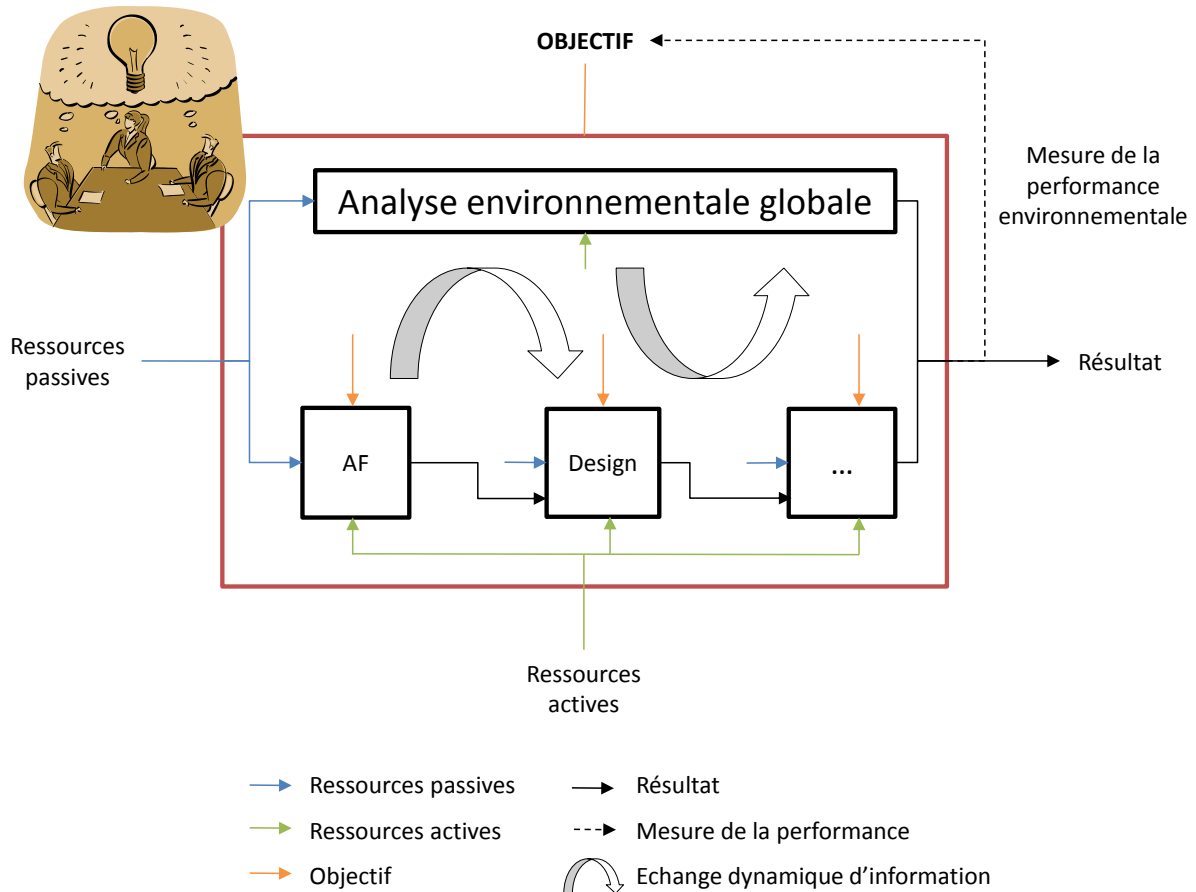 OBJECTIF
Mesure de la
performance
environnementale
Analyse environnementale globale
Ressources
passives
Résultat
AF
Design
...
Ressources
actives
Ressources passives
Résultat
Ressources actives
Mesure de la performance
Objectif
Echange dynamique d’information